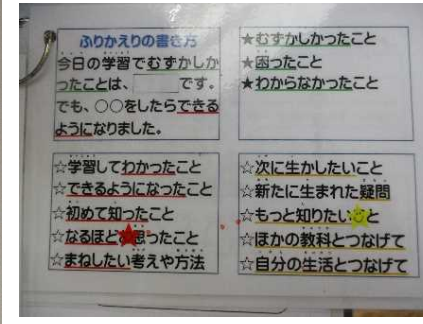 ふりかえりの書き方
今日の学習でむずかしか
ったことは、　　　です。
でも、○○をしたらできる
ようになりました。
★むずかしかったこと
★困ったこと
★わからなかったこと
☆学習してわかったこと
☆できるようになったこと
☆初めて知ったこと
☆なるほど思ったこと
☆まねしたい考えや方法
☆次に生かしたいこと
☆新たに生まれた疑問
☆もっと知りたいと
☆ほかの教科とつなげて
☆自分の生活とつなげて